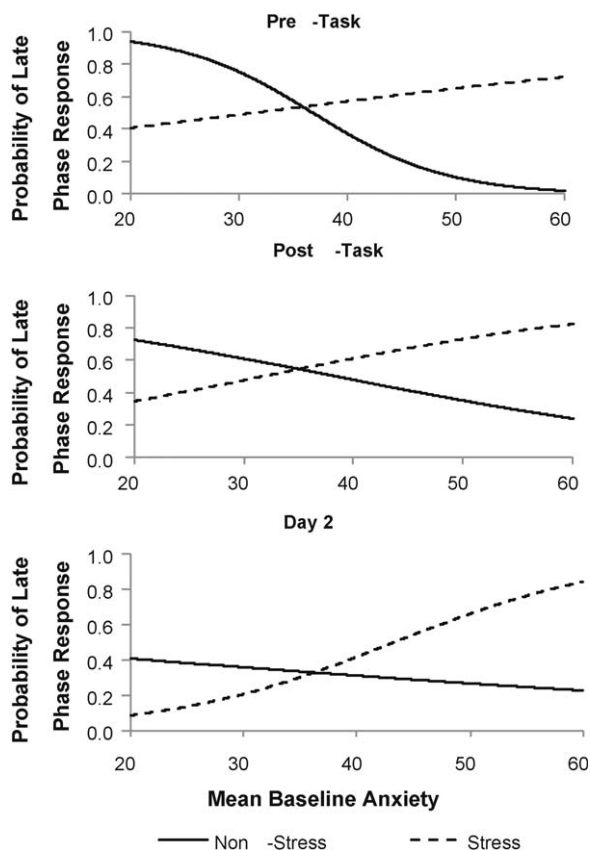 Pre -Task
Probability of Late
Phase Response
1.0
0.8
0.6
0.4
0.2
0.0
20 30 40 50 60
Post -Task
Probability of Late
Phase Response
1.0
0.8
0.6
0.4
0.2
0.0
20 30 40 50 60
Day 2
Probability of Late
Phase Response
1.0
0.8
0.6
0.4
0.2
0.0
20 30 40 50 60
Mean Baseline Anxiety
Non -Stress Stress